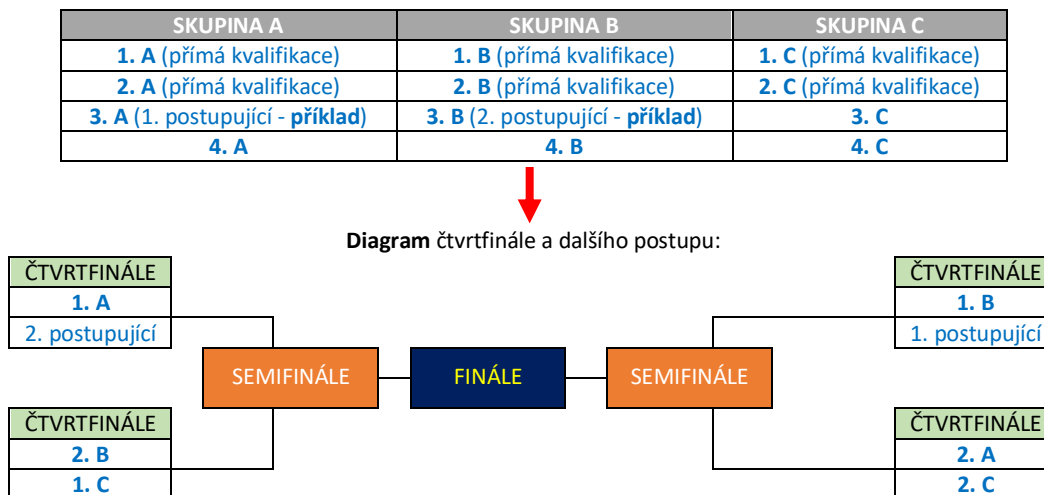 SKUPINA A SKUPINA B SKUPINA C
1. A (přímá kvalifikace) 1. B (přímá kvalifikace) 1. C (přímá kvalifikace)
2. A (přímá kvalifikace) 2. B (přímá kvalifikace) 2. C (přímá kvalifikace)
3. A (1. postupující - příklad) 3. B (2. postupující - příklad) 3. C
4. A 4. B 4. C
Diagram čtvrtfinále a dalšího postupu:
ČTVRTFINÁLE ČTVRTFINÁLE
1. A 1. B
2. postupující 1. postupující
SEMIFINÁLE FINÁLE SEMIFINÁLE
ČTVRTFINÁLE ČTVRTFINÁLE
2. B 2. A
1. C 2. C